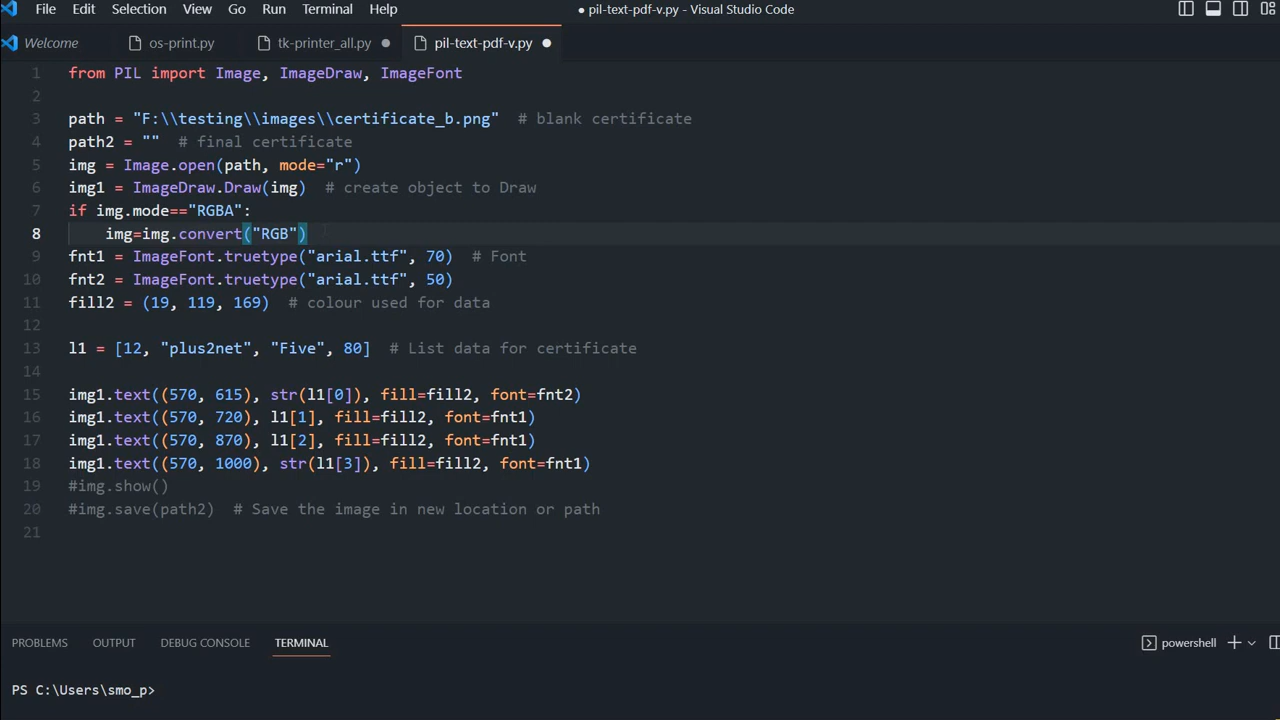 File Edit Selection View Go Run Terminal Help ● pil-text-pdf-v.py - Visual Studio Code
Welcome os-print.py tk-printer_all.py ● pil-text-pdf-v.py ●
1 from PIL import Image, ImageDraw, ImageFont
2
3 path = "F:\\testing\\images\\certificate_b.png"  # blank certificate
4 path2 = ""  # final certificate
5 img = Image.open(path, mode="r")
6 img1 = ImageDraw.Draw(img)  # create object to Draw
7 if img.mode=="RGBA":
8     img=img.convert("RGB")
9 fnt1 = ImageFont.truetype("arial.ttf", 70)  # Font
10 fnt2 = ImageFont.truetype("arial.ttf", 50)
11 fill2 = (19, 119, 169)  # colour used for data
12
13 l1 = [12, "plus2net", "Five", 80]  # List data for certificate
14
15 img1.text((570, 615), str(l1[0]), fill=fill2, font=fnt2)
16 img1.text((570, 720), l1[1], fill=fill2, font=fnt1)
17 img1.text((570, 870), l1[2], fill=fill2, font=fnt1)
18 img1.text((570, 1000), str(l1[3]), fill=fill2, font=fnt1)
19 #img.show()
20 #img.save(path2)  # Save the image in new location or path
21
PROBLEMS OUTPUT DEBUG CONSOLE TERMINAL powershell
PS C:\Users\smo_p>